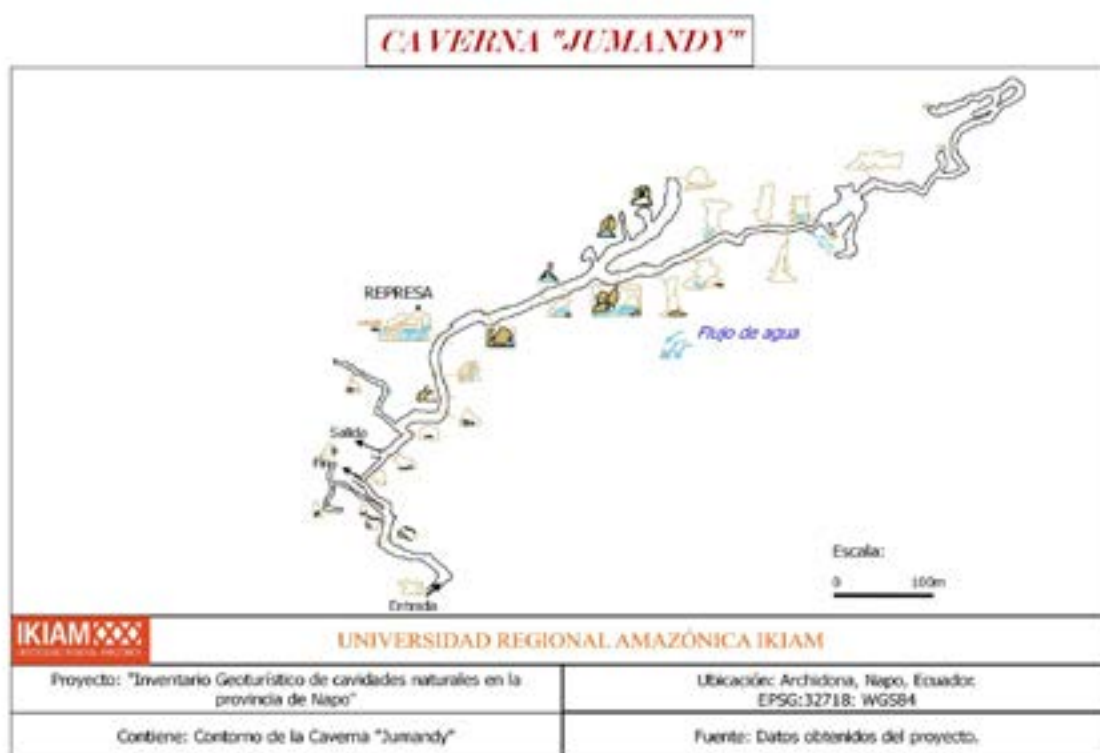 CAVERNA "JUMANDY"
REPRESA
Flujo de agua
Salida
Entrada
Escala:
0 100m
IKIAM
UNIVERSIDAD REGIONAL AMAZÓNICA IKIAM
Proyecto: "Inventario Geoturístico de cavidades naturales en la
provincia de Napo"
Ubicación: Archidona, Napo, Ecuador.
EPSG:32718: WGS84
Contiene: Contorno de la Caverna "Jumandy"
Fuente: Datos obtenidos del proyecto.